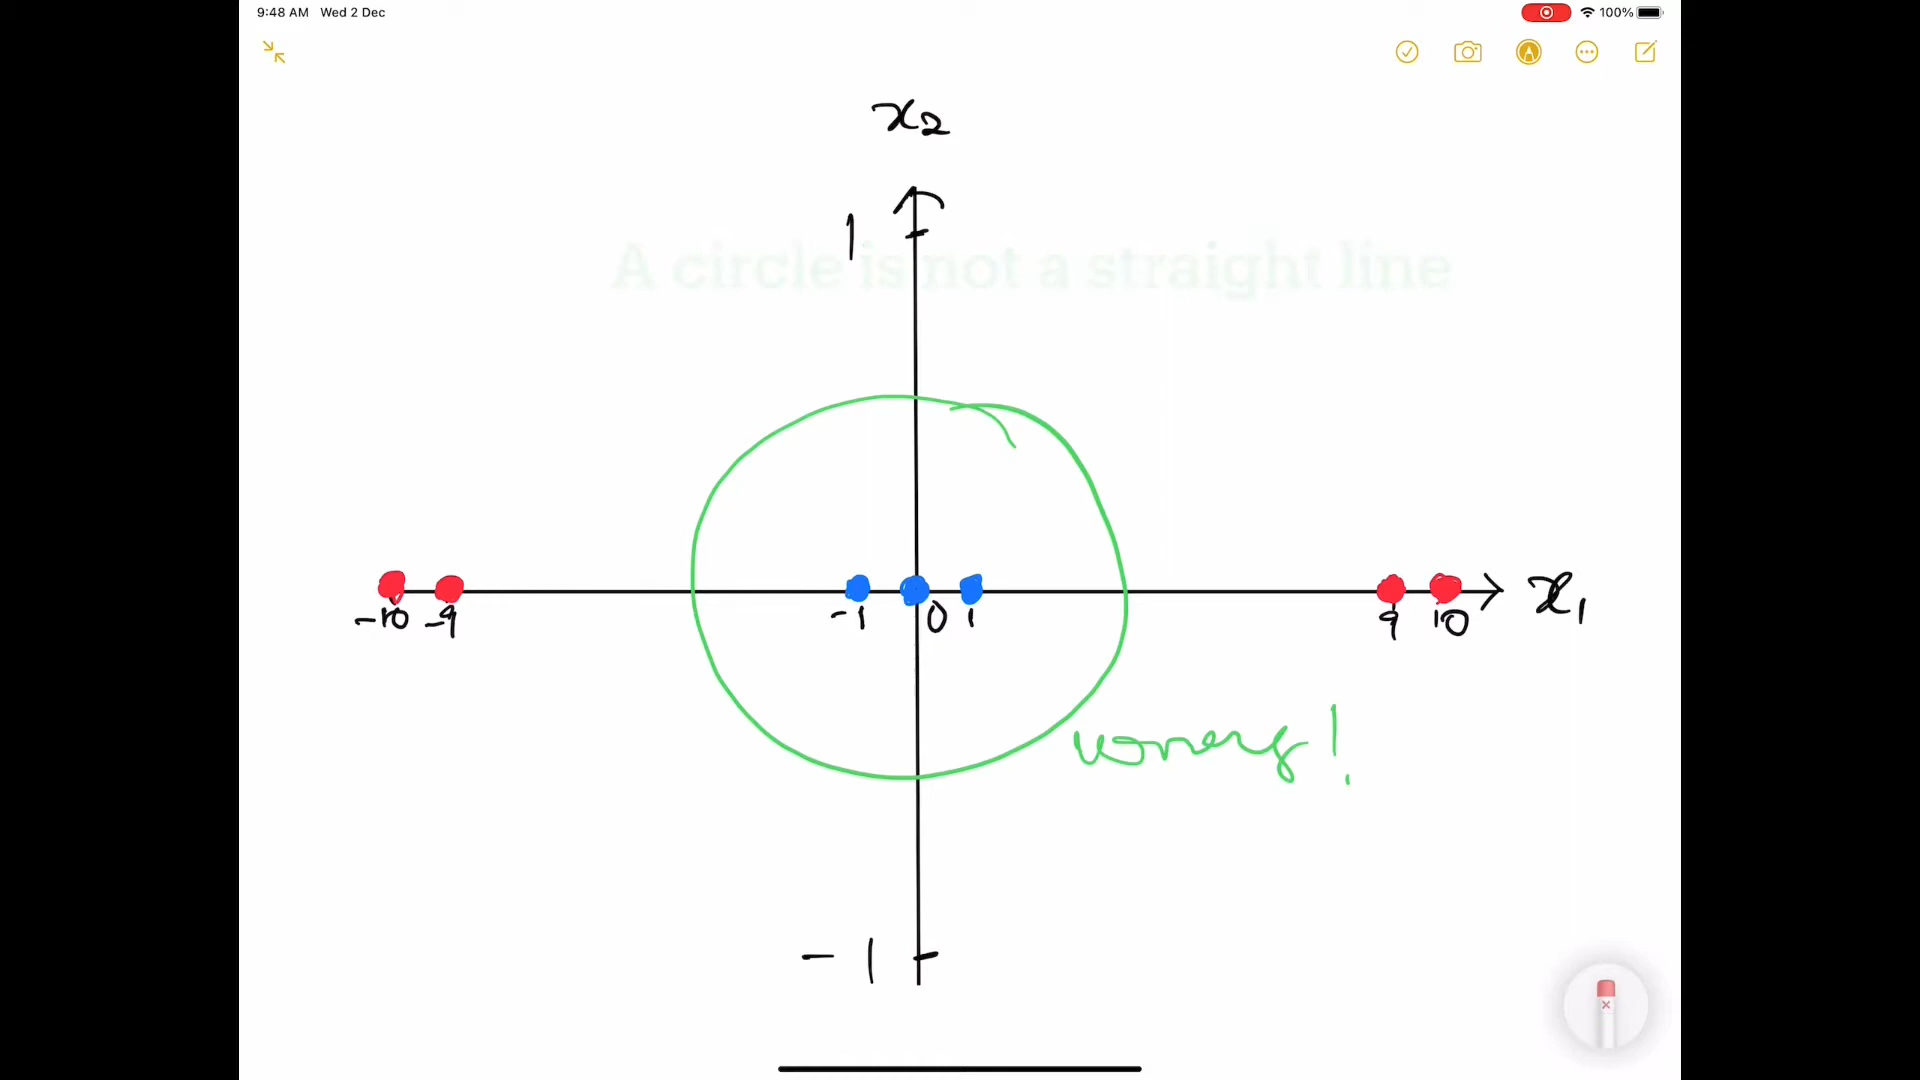 9:48 AM Wed 2 Dec
100%
x₂
1
A circle is not a straight line
-10 -9 -1 0 1 9 10 x₁
wrong!
-1